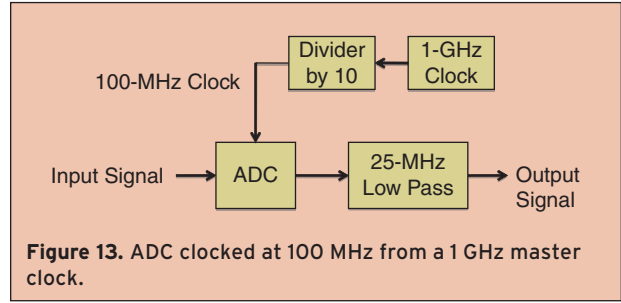 Divider
by 10
1-GHz
Clock
100-MHz Clock
Input Signal
ADC
25-MHz
Low Pass
Output
Signal
Figure 13. ADC clocked at 100 MHz from a 1 GHz master
clock.